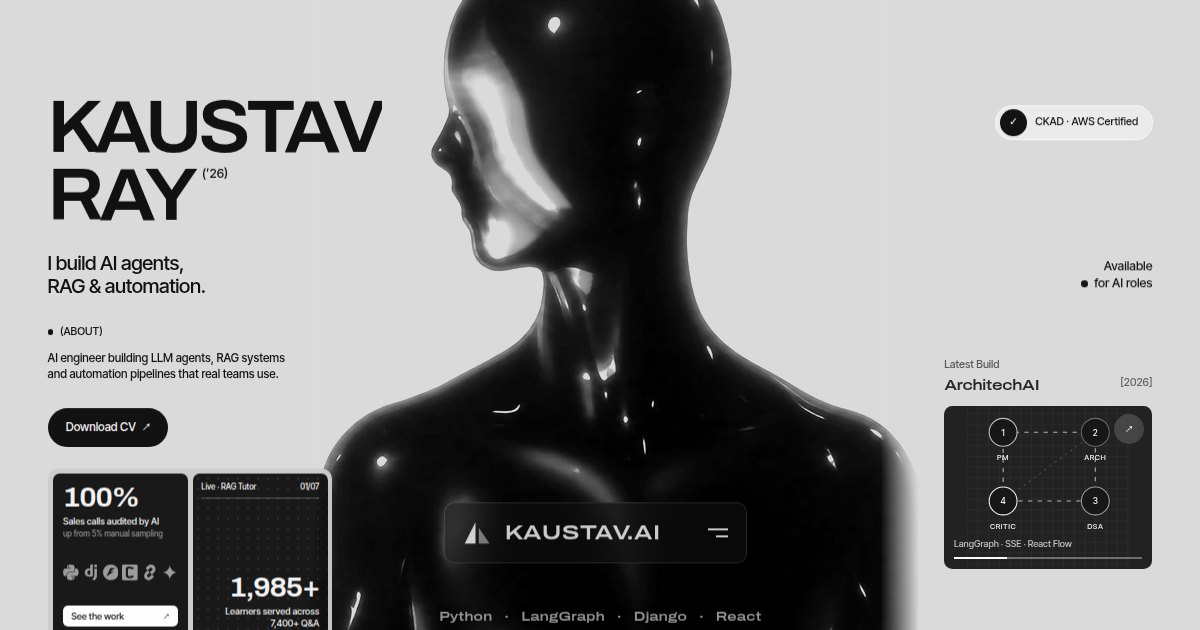 KAUSTAV
RAY ('26)
I build AI agents,
RAG & automation.
(ABOUT)
AI engineer building LLM agents, RAG systems
and automation pipelines that real teams use.
Download CV ↗
100%
Sales calls audited by AI
up from 5% manual sampling
dj
See the work ↗
Live · RAG Tutor 01/07
1,985+
Learners served across
7,400+ Q&A
KAUSTAV.AI
Python · LangGraph · Django · React
✓ CKAD · AWS Certified
Available
for AI roles
Latest Build
ArchitechAI [2026]
↗
1 2
PM ARCH
4 3
CRITIC DSA
LangGraph · SSE · React Flow